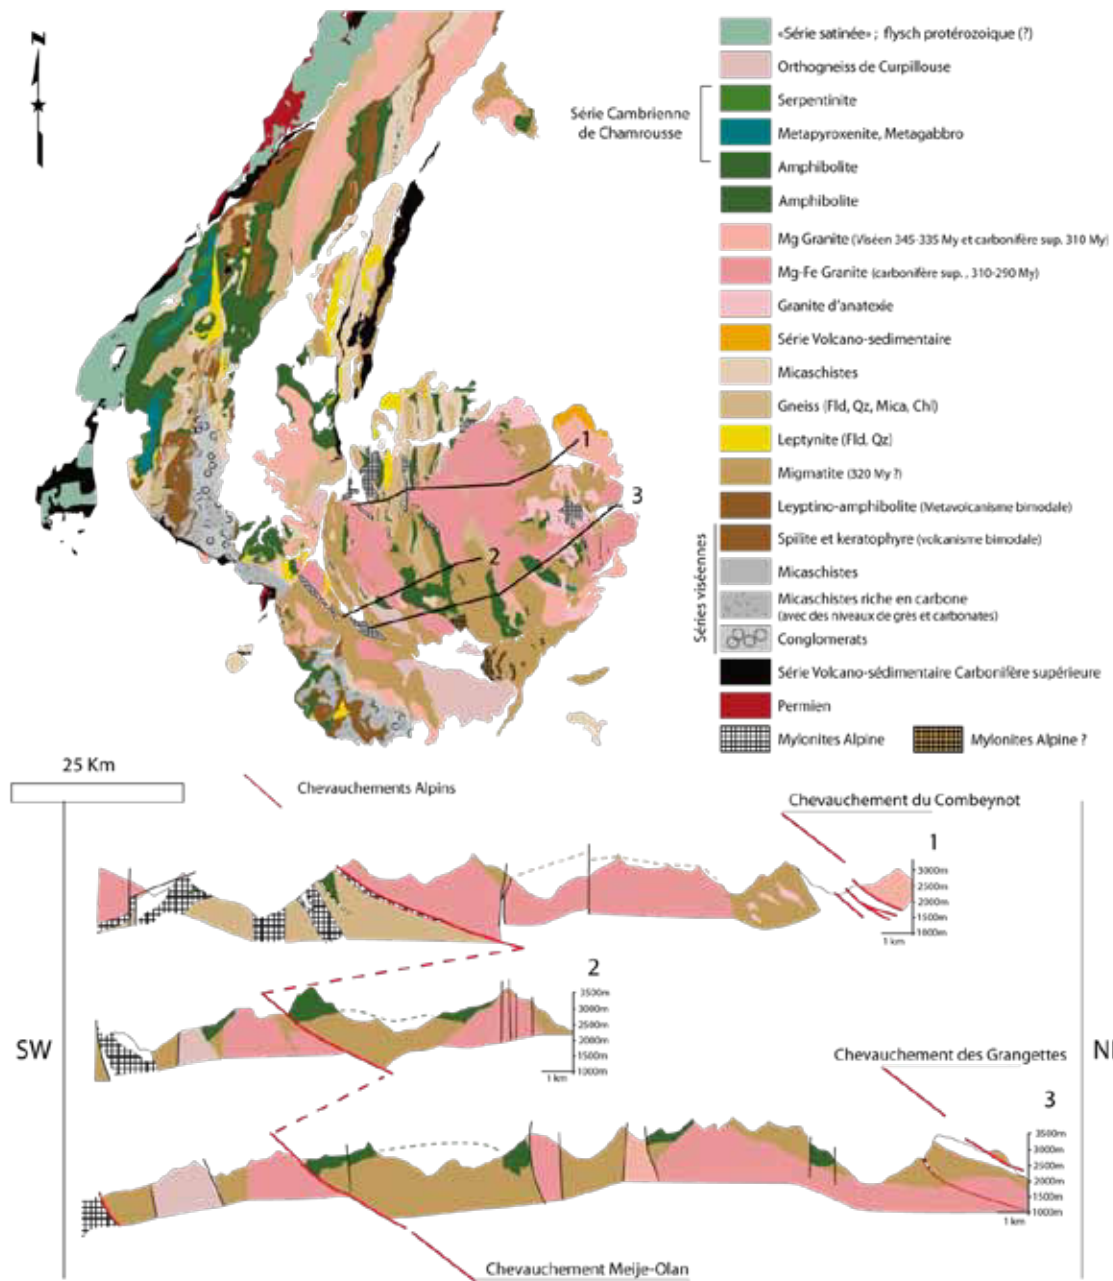 N
«Série satinée» ; flysch protérozoique (?)
Orthogneiss de Curpillouse
Série Cambrienne
de Chamrousse
Serpentinite
Metapyroxenite, Metagabbro
Amphibolite
Amphibolite
Mg Granite (Viséen 345-335 My et carbonifère sup. 310 My)
Mg-Fe Granite (carbonifère sup. , 310-290 My)
Granite d'anatexie
Série Volcano-sedimentaire
Micaschistes
Gneiss (Fld, Qz, Mica, Chl)
Leptynite (Fld, Qz)
Migmatite (320 My ?)
Leyptino-amphibolite (Metavolcanisme bimodale)
Séries viséennes
Spilite et keratophyre (volcanisme bimodale)
Micaschistes
Micaschistes riche en carbone
(avec des niveaux de grès et carbonates)
Conglomerats
Série Volcano-sédimentaire Carbonifère supérieure
Permien
Mylonites Alpine
Mylonites Alpine ?
1
3
2
25 Km
Chevauchements Alpins
Chevauchement du Combeynot
1
3000m
2500m
2000m
1500m
1000m
1 km
2
3500m
3000m
2500m
2000m
1500m
1000m
1 km
SW
NE
Chevauchement des Grangettes
3
3500m
3000m
2500m
2000m
1500m
1000m
1 km
Chevauchement Meije-Olan